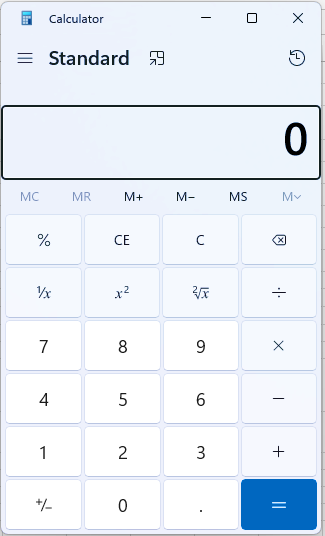 Calculator
Standard
0
MC MR M+ M− MS M˅
% CE C
¹/x x² ²√x ÷
7 8 9 ×
4 5 6 −
1 2 3 +
+/− 0 . =